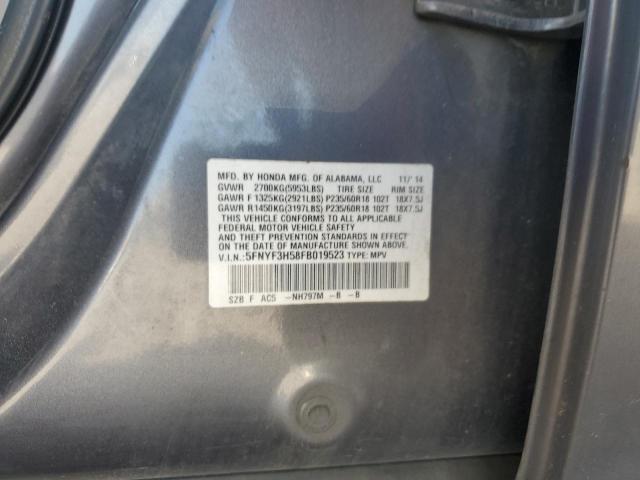 MFD. BY HONDA MFG. OF ALABAMA, LLC 11/'14
GVWR 2700KG(5953LBS) TIRE SIZE RIM SIZE
GAWR F 1325KG(2921LBS) P235/60R18 102T 18X7.5J
GAWR R1450KG(3197LBS) P235/60R18 102T 18X7.5J
THIS VEHICLE CONFORMS TO ALL APPLICABLE
FEDERAL MOTOR VEHICLE SAFETY
AND THEFT PREVENTION STANDARDS IN EFFECT
ON THE DATE OF MANUFACTURE SHOWN ABOVE.
V.I.N.:5FNYF3H58FB019523 TYPE: MPV
SZB F AC5 -NH797M -B -B